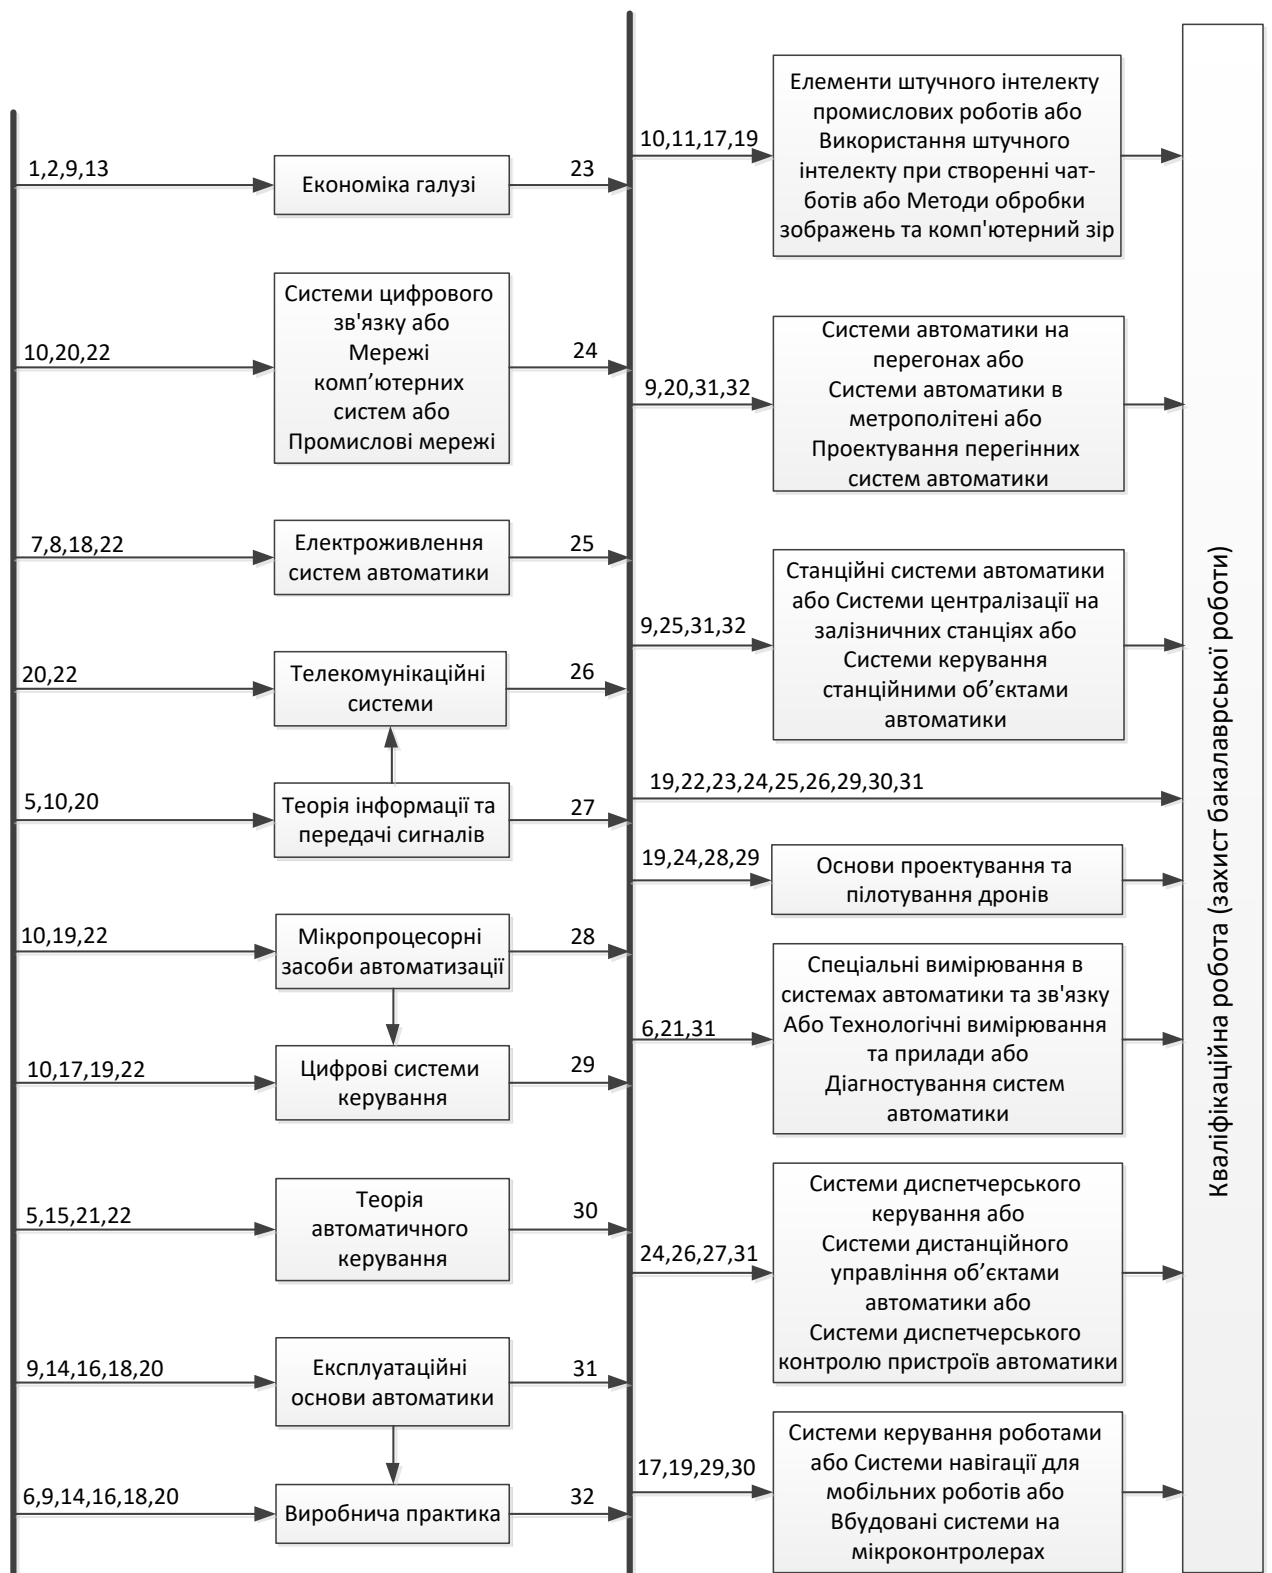 1,2,9,13
Економіка галузі
23
10,20,22
Системи цифрового
зв'язку або
Мережі
комп’ютерних
систем або
Промислові мережі
24
7,8,18,22
Електроживлення
систем автоматики
25
20,22
Телекомунікаційні
системи
26
5,10,20
Теорія інформації та
передачі сигналів
27
10,19,22
Мікропроцесорні
засоби автоматизації
28
10,17,19,22
Цифрові системи
керування
29
5,15,21,22
Теорія
автоматичного
керування
30
9,14,16,18,20
Експлуатаційні
основи автоматики
31
6,9,14,16,18,20
Виробнича практика
32
10,11,17,19
Елементи штучного інтелекту
промислових роботів або
Використання штучного
інтелекту при створенні чат-
ботів або Методи обробки
зображень та комп'ютерний зір
9,20,31,32
Системи автоматики на
перегонах або
Системи автоматики в
метрополітені або
Проектування перегінних
систем автоматики
9,25,31,32
Станційні системи автоматики
або Системи централізації на
залізничних станціях або
Системи керування
станційними об’єктами
автоматики
19,22,23,24,25,26,29,30,31
19,24,28,29
Основи проектування та
пілотування дронів
6,21,31
Спеціальні вимірювання в
системах автоматики та зв'язку
Або Технологічні вимірювання
та прилади або
Діагностування систем
автоматики
24,26,27,31
Системи диспетчерського
керування або
Системи дистанційного
управління об’єктами
автоматики або
Системи диспетчерського
контролю пристроїв автоматики
17,19,29,30
Системи керування роботами
або Системи навігації для
мобільних роботів або
Вбудовані системи на
мікроконтролерах
Кваліфікаційна робота (захист бакалаврської роботи)